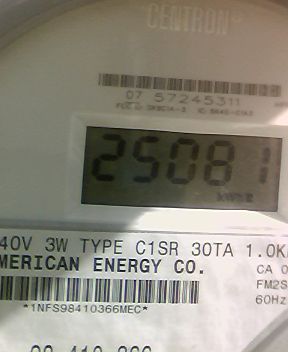 CENTRON®
07 57245311
25081
40V 3W TYPE C1SR 30TA 1.0K
MERICAN ENERGY CO.
CA 0
FM2S
60Hz
*1NFS98410366MEC*